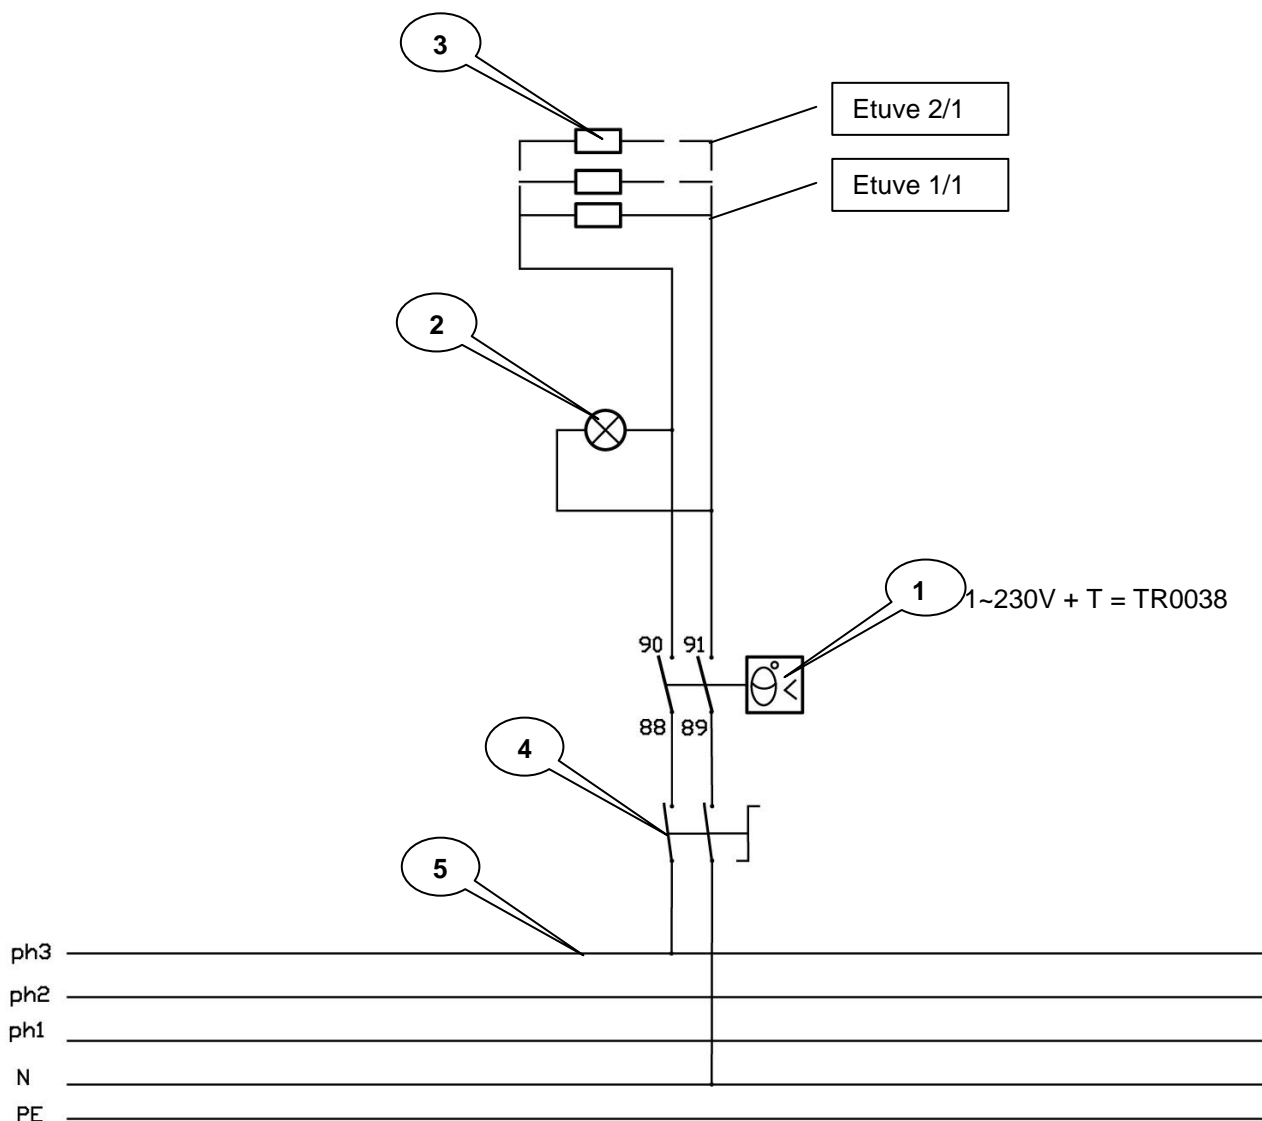 3
Etuve 2/1
Etuve 1/1
2
1
1~230V + T = TR0038
90 91
88 89
4
5
ph3
ph2
ph1
N
PE